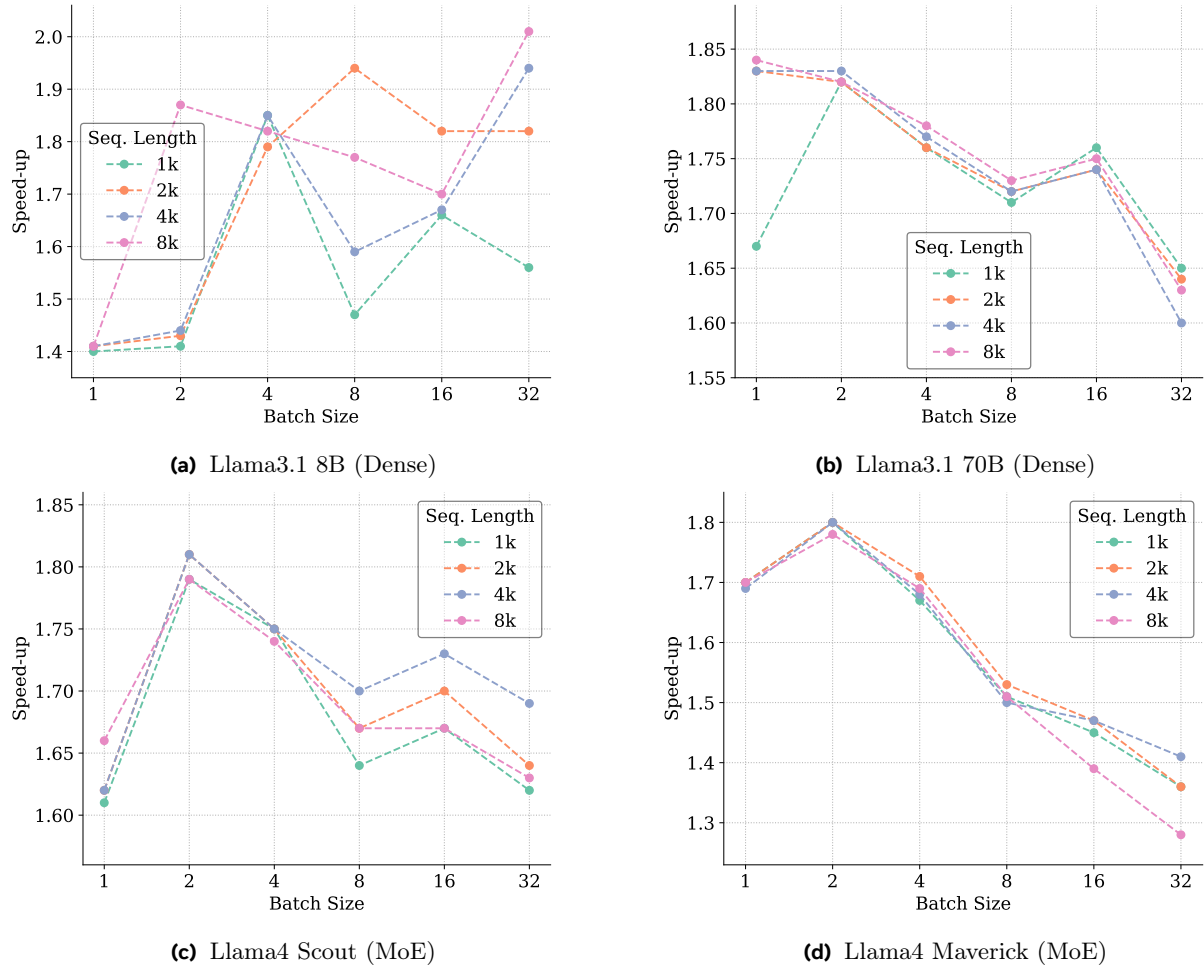 2.0
1.9
1.8
1.7
1.6
1.5
1.4
Speed-up
Seq. Length
1k
2k
4k
8k
1 2 4 8 16 32
Batch Size
(a) Llama3.1 8B (Dense)
1.85
1.80
1.75
1.70
1.65
1.60
1.55
Speed-up
Seq. Length
1k
2k
4k
8k
1 2 4 8 16 32
Batch Size
(b) Llama3.1 70B (Dense)
1.85
1.80
1.75
1.70
1.65
1.60
Speed-up
Seq. Length
1k
2k
4k
8k
1 2 4 8 16 32
Batch Size
(c) Llama4 Scout (MoE)
1.8
1.7
1.6
1.5
1.4
1.3
Speed-up
Seq. Length
1k
2k
4k
8k
1 2 4 8 16 32
Batch Size
(d) Llama4 Maverick (MoE)